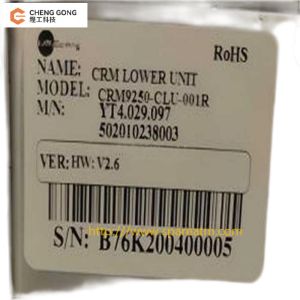 CHENG GONG
程工科技
RoHS
NAME: CRM LOWER UNIT
MODEL: CRM9250-CLU-001R
M/N: YT4.029.097
502010238003
VER: HW: V2.6
S/N: B76K200400005